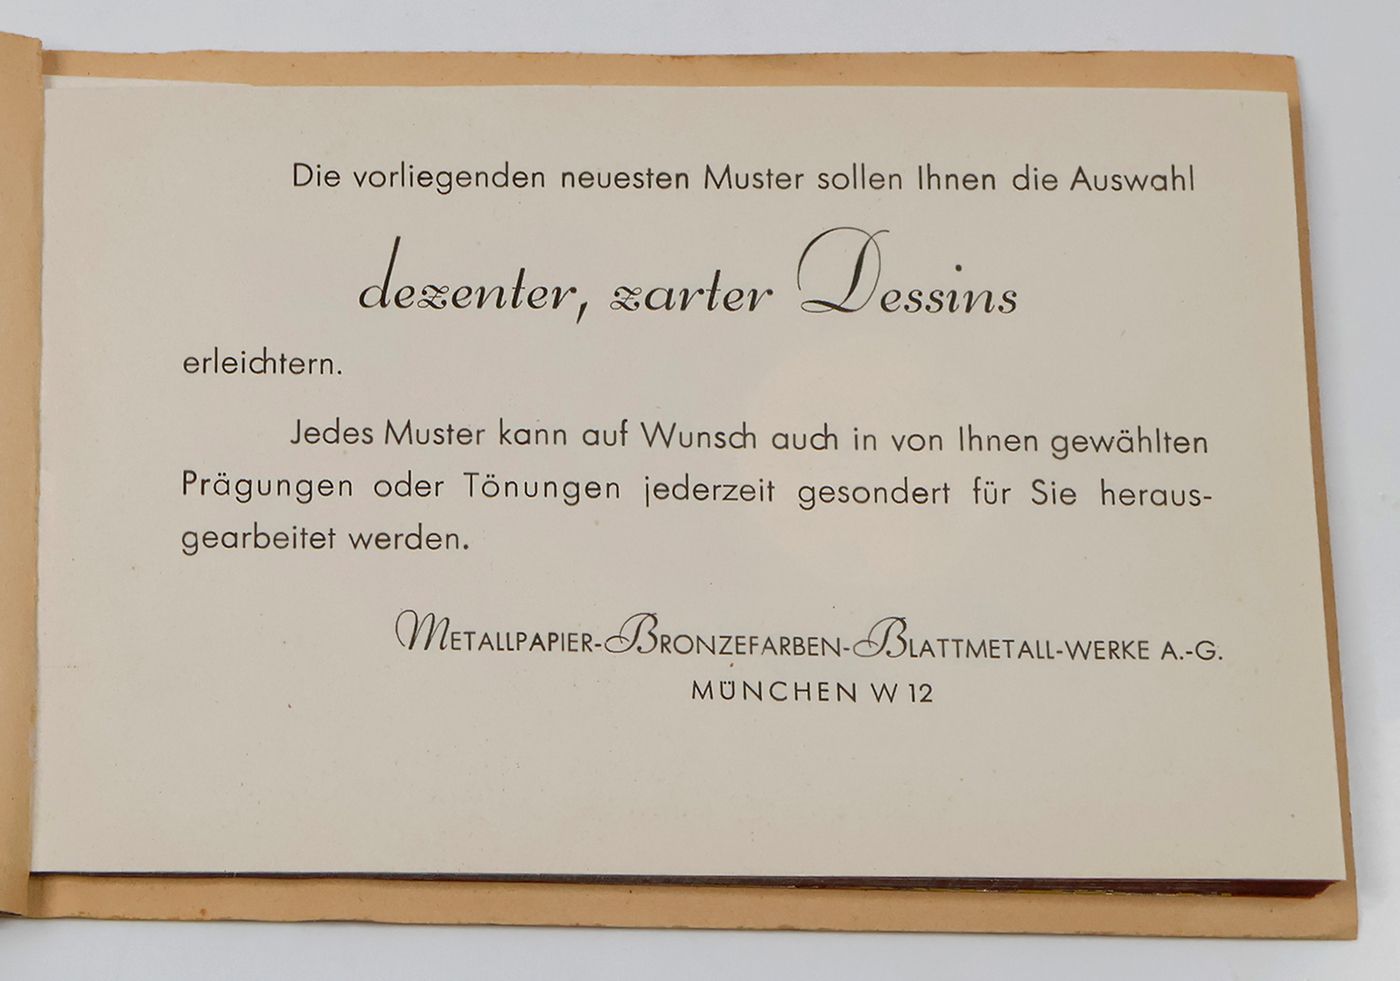 Die vorliegenden neuesten Muster sollen Ihnen die Auswahl
dezenter, zarter Dessins
erleichtern.
Jedes Muster kann auf Wunsch auch in von Ihnen gewählten
Prägungen oder Tönungen jederzeit gesondert für Sie heraus-
gearbeitet werden.
METALLPAPIER-BRONZEFARBEN-BLATTMETALL-WERKE A.-G.
MÜNCHEN W 12